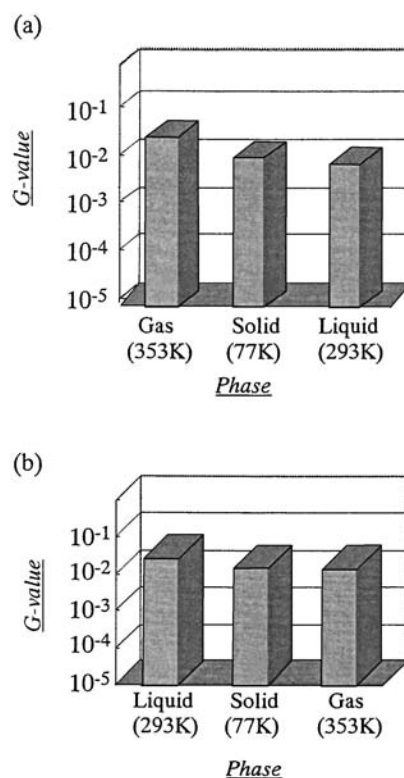 (a)
G-value
10-1
10-2
10-3
10-4
10-5
Gas Solid Liquid
(353K) (77K) (293K)
Phase
(b)
G-value
10-1
10-2
10-3
10-4
10-5
Liquid Solid Gas
(293K) (77K) (353K)
Phase